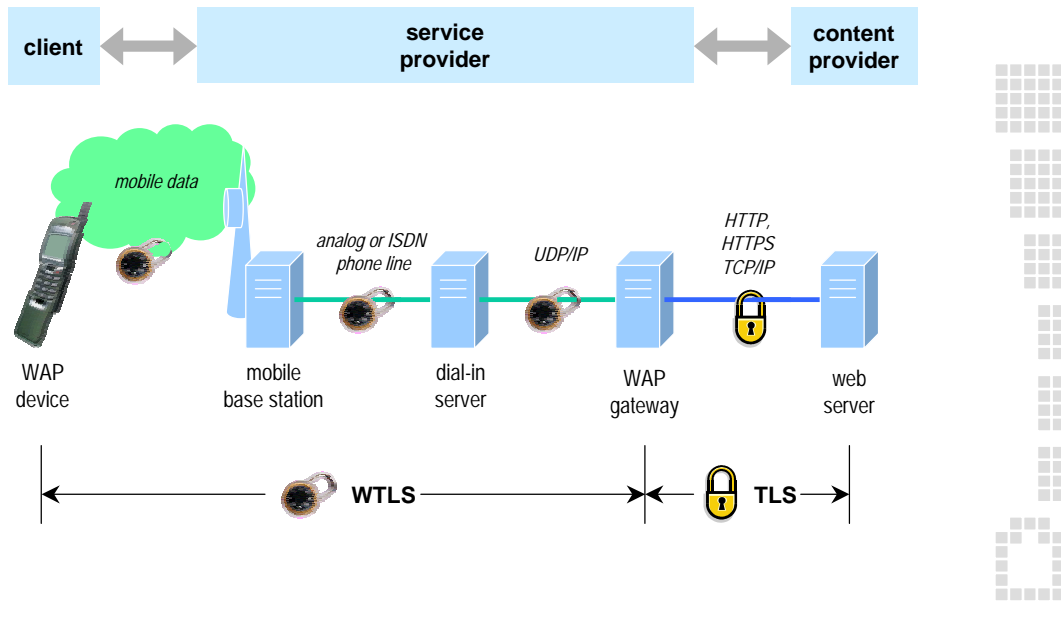 client
service
provider
content
provider
mobile data
analog or ISDN
phone line
UDP/IP
HTTP,
HTTPS
TCP/IP
WAP
device
mobile
base station
dial-in
server
WAP
gateway
web
server
WTLS
TLS